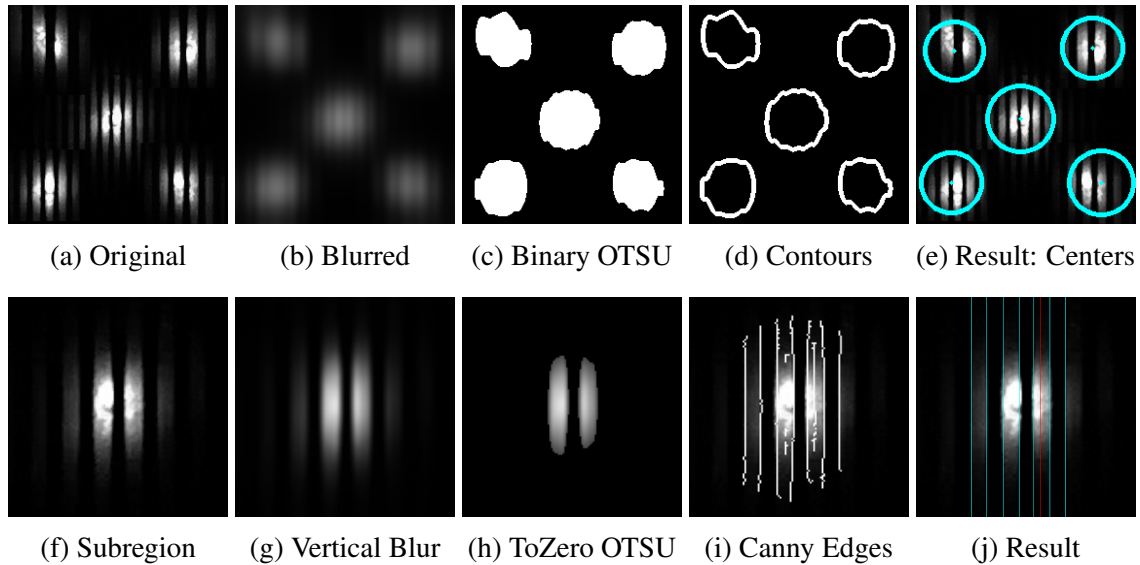 (a) Original (b) Blurred (c) Binary OTSU (d) Contours (e) Result: Centers
(f) Subregion (g) Vertical Blur (h) ToZero OTSU (i) Canny Edges (j) Result